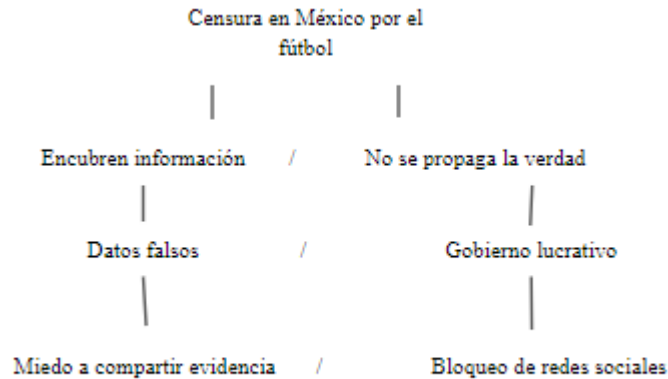 Censura en México por el
fútbol
Encubren información / No se propaga la verdad
Datos falsos / Gobierno lucrativo
Miedo a compartir evidencia / Bloqueo de redes sociales.